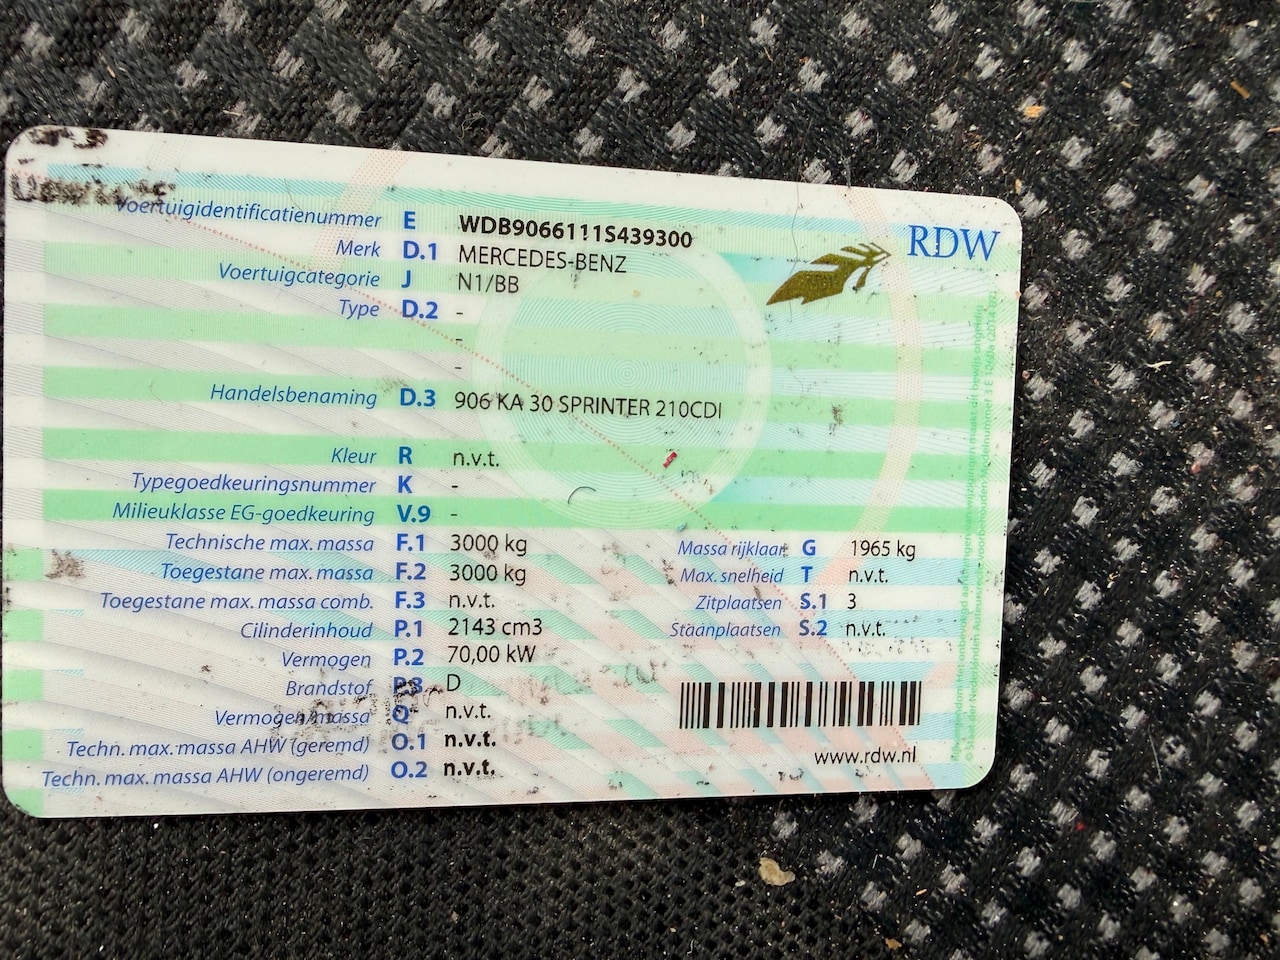 Voertuigidentificatienummer E WDB9066111S439300
RDW
Merk D.1 MERCEDES-BENZ
Voertuigcategorie J N1/BB
Type D.2 -
-
-
Handelsbenaming D.3 906 KA 30 SPRINTER 210CDI
Kleur R n.v.t.
Typegoedkeuringsnummer K -
Milieuklasse EG-goedkeuring V.9 -
Technische max. massa F.1 3000 kg
Massa rijklaar G 1965 kg
Toegestane max. massa F.2 3000 kg
Max. snelheid T n.v.t.
Toegestane max. massa comb. F.3 n.v.t.
Zitplaatsen S.1 3
Cilinderinhoud P.1 2143 cm3
Staanplaatsen S.2 n.v.t.
Vermogen P.2 70,00 kW
Brandstof P.3 D
Vermogen/massa Q n.v.t.
Techn. max. massa AHW (geremd) O.1 n.v.t.
Techn. max. massa AHW (ongeremd) O.2 n.v.t.
www.rdw.nl